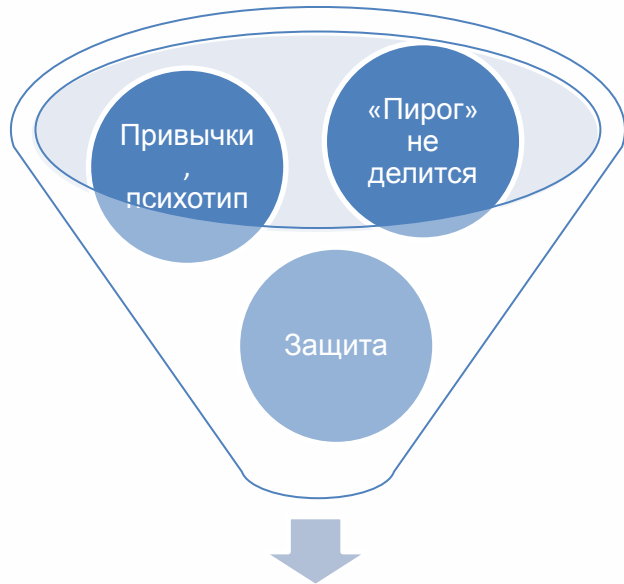 Привычки
,
психотип
«Пирог»
не
делится
Защита